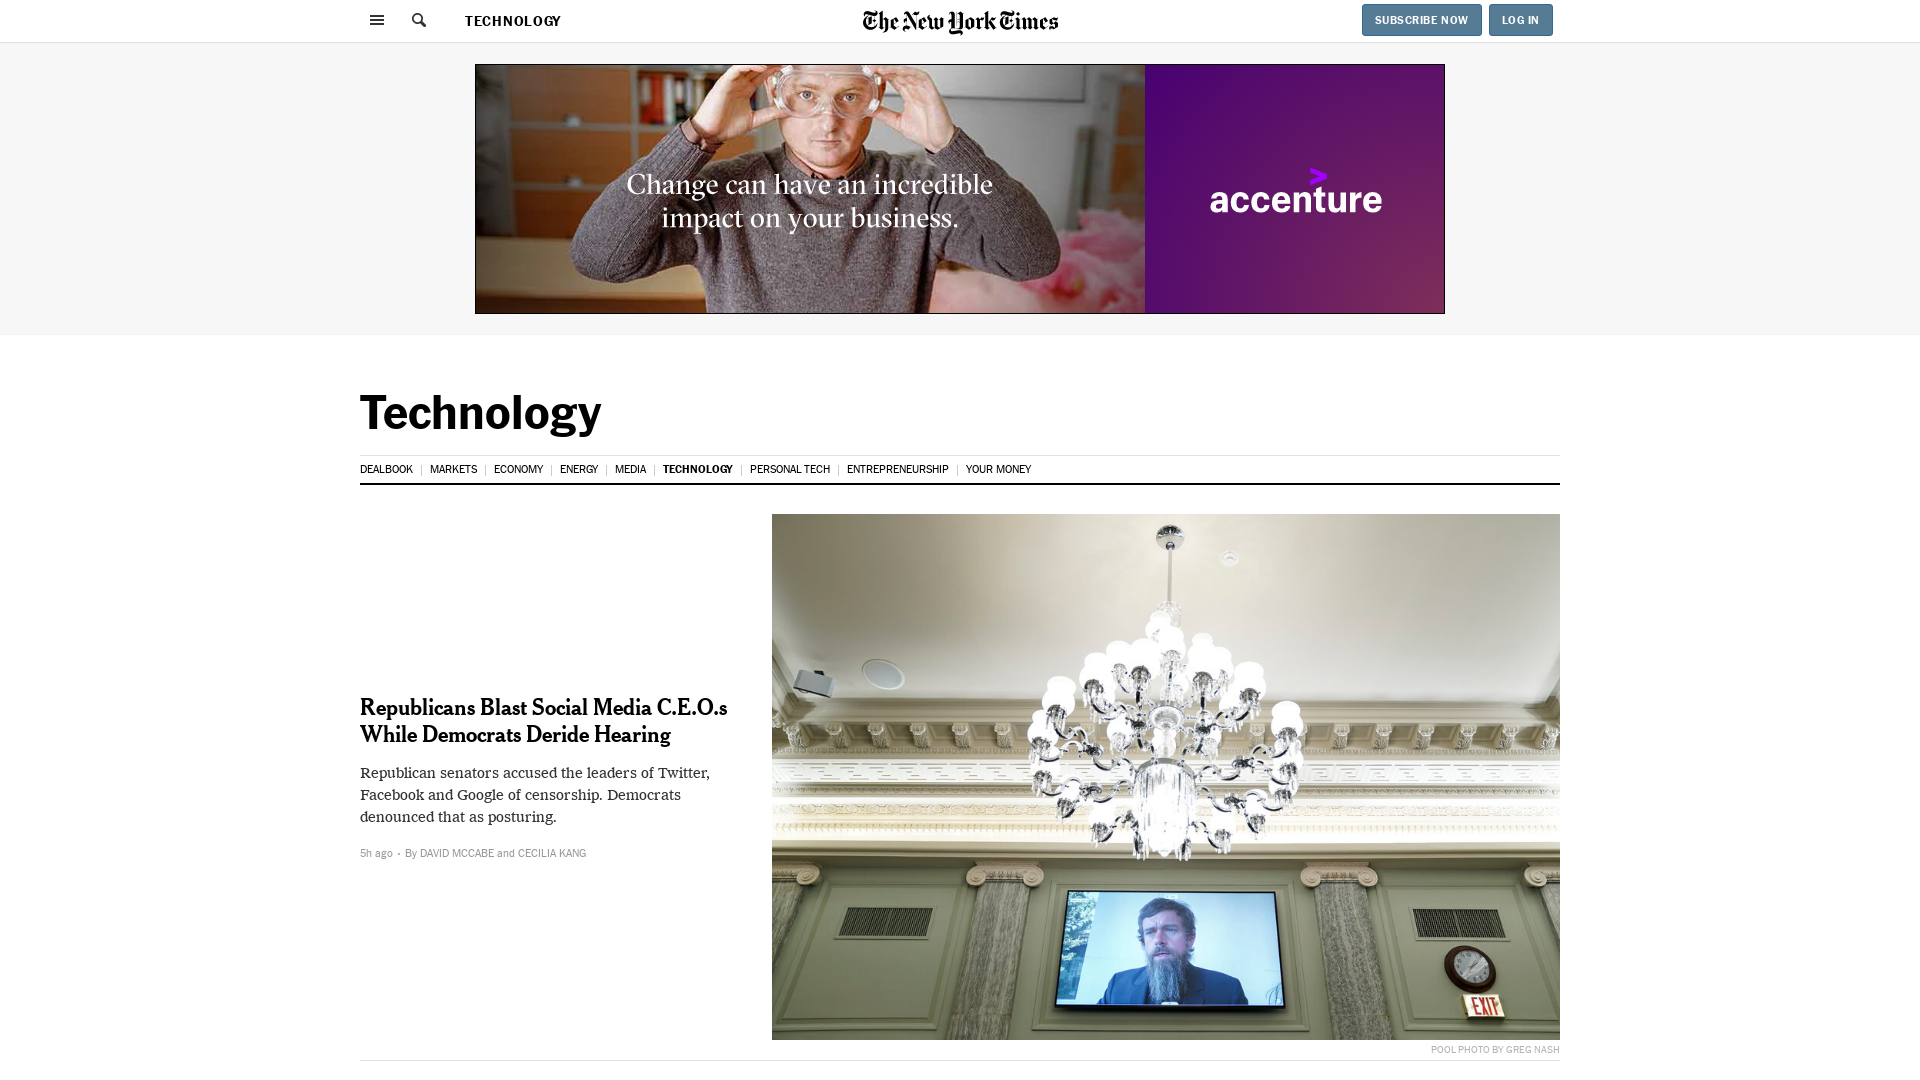 TECHNOLOGY
The New York Times
SUBSCRIBE NOW
LOG IN
Change can have an incredible
impact on your business.
>
accenture
Technology
DEALBOOK | MARKETS | ECONOMY | ENERGY | MEDIA | TECHNOLOGY | PERSONAL TECH | ENTREPRENEURSHIP | YOUR MONEY
Republicans Blast Social Media C.E.O.s
While Democrats Deride Hearing
Republican senators accused the leaders of Twitter,
Facebook and Google of censorship. Democrats
denounced that as posturing.
5h ago • By DAVID MCCABE and CECILIA KANG
EXIT
POOL PHOTO BY GREG NASH